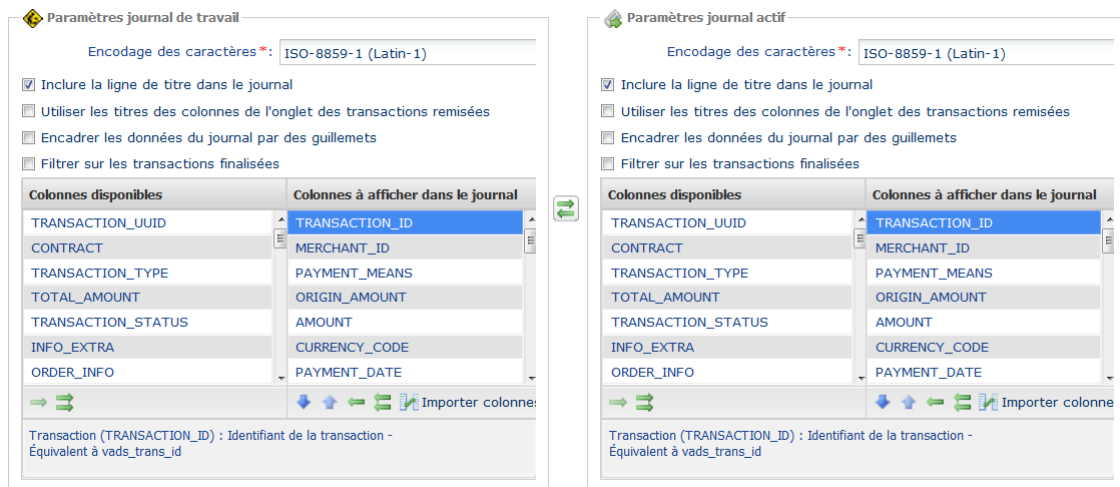 Paramètres journal de travail
Encodage des caractères *: ISO-8859-1 (Latin-1)
Inclure la ligne de titre dans le journal
Utiliser les titres des colonnes de l'onglet des transactions remisées
Encadrer les données du journal par des guillemets
Filtrer sur les transactions finalisées
Colonnes disponibles
TRANSACTION_UUID
CONTRACT
TRANSACTION_TYPE
TOTAL_AMOUNT
TRANSACTION_STATUS
INFO_EXTRA
ORDER_INFO
Colonnes à afficher dans le journal
TRANSACTION_ID
MERCHANT_ID
PAYMENT_MEANS
ORIGIN_AMOUNT
AMOUNT
CURRENCY_CODE
PAYMENT_DATE
Importer colonnes
Transaction (TRANSACTION_ID) : Identifiant de la transaction -
Équivalent à vads_trans_id
Paramètres journal actif
Encodage des caractères *: ISO-8859-1 (Latin-1)
Inclure la ligne de titre dans le journal
Utiliser les titres des colonnes de l'onglet des transactions remisées
Encadrer les données du journal par des guillemets
Filtrer sur les transactions finalisées
Colonnes disponibles
TRANSACTION_UUID
CONTRACT
TRANSACTION_TYPE
TOTAL_AMOUNT
TRANSACTION_STATUS
INFO_EXTRA
ORDER_INFO
Colonnes à afficher dans le journal
TRANSACTION_ID
MERCHANT_ID
PAYMENT_MEANS
ORIGIN_AMOUNT
AMOUNT
CURRENCY_CODE
PAYMENT_DATE
Importer colonne
Transaction (TRANSACTION_ID) : Identifiant de la transaction -
Équivalent à vads_trans_id